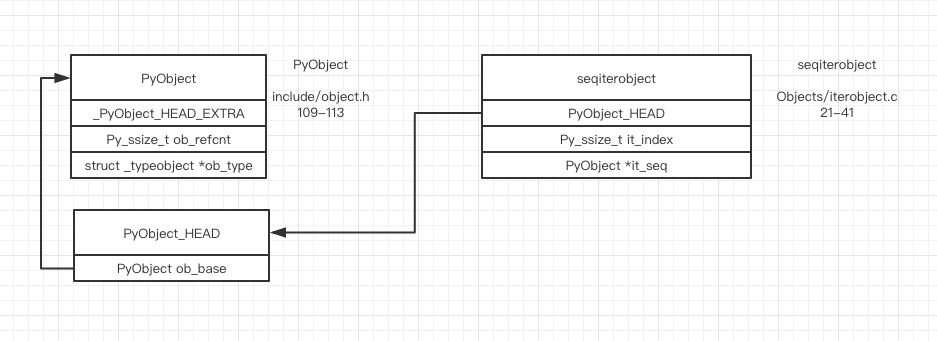 PyObject
_PyObject_HEAD_EXTRA
Py_ssize_t ob_refcnt
struct _typeobject *ob_type
PyObject
include/object.h
109-113
PyObject_HEAD
PyObject ob_base
seqiterobject
PyObject_HEAD
Py_ssize_t it_index
PyObject *it_seq
seqiterobject
Objects/iterobject.c
21-41